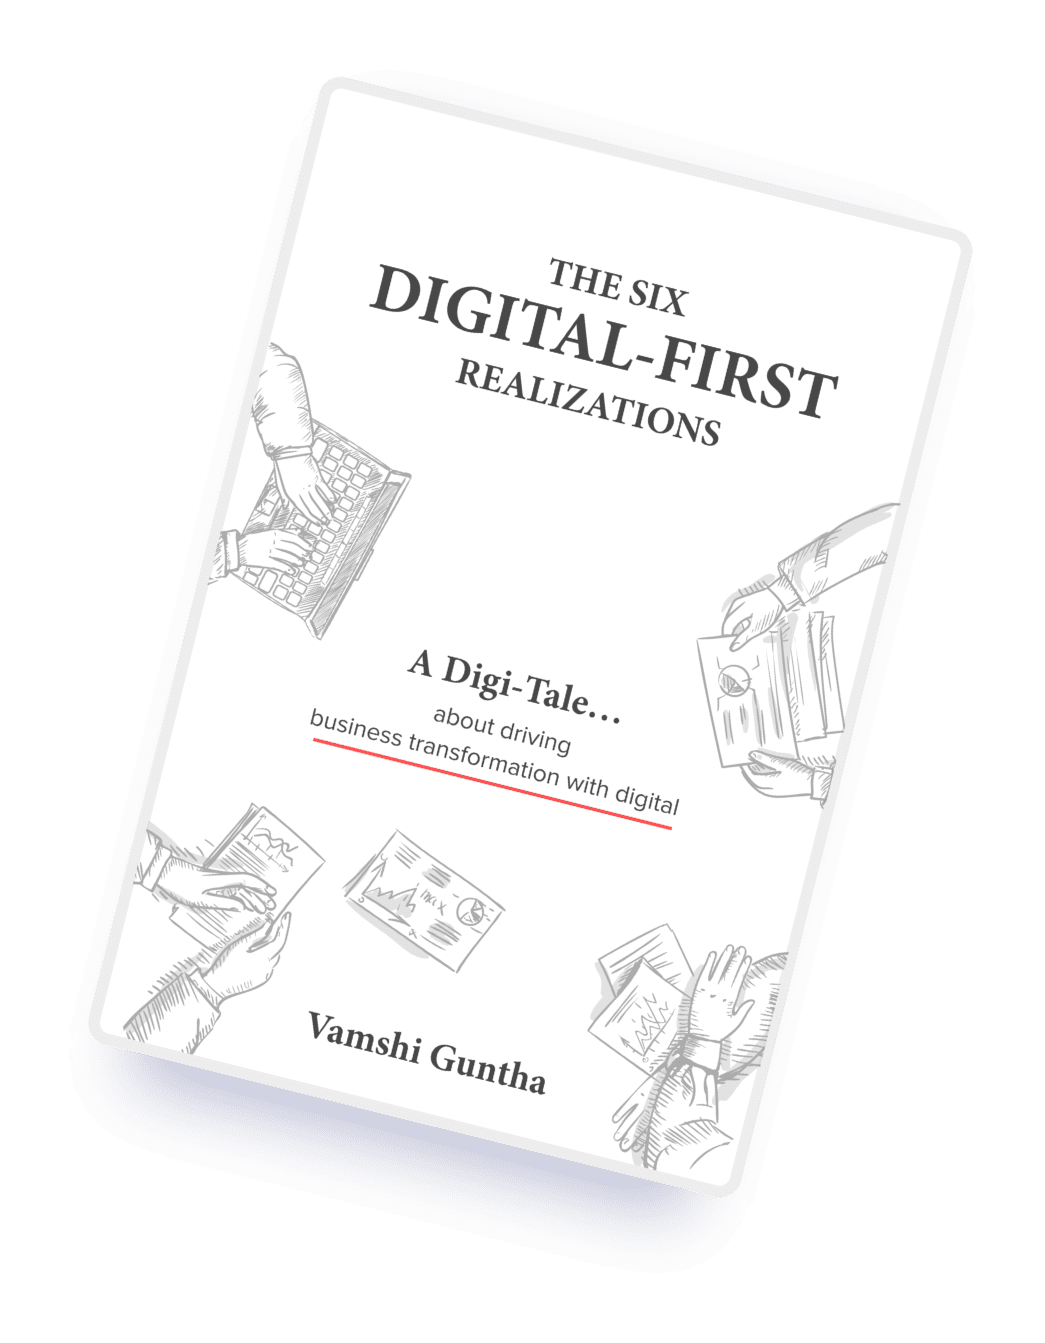 THE SIX
DIGITAL-FIRST
REALIZATIONS
A Digi-Tale...
about driving
business transformation with digital
Vamshi Guntha